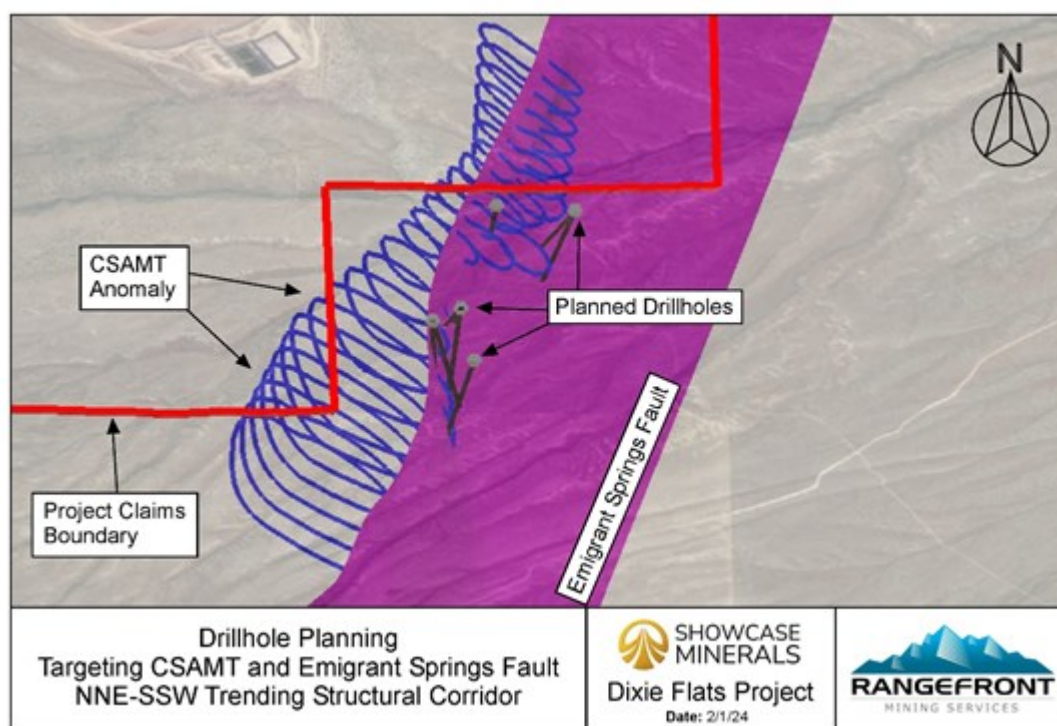 N
CSAMT
Anomaly
Planned Drillholes
Emigrant Springs Fault
Project Claims
Boundary
Drillhole Planning
Targeting CSAMT and Emigrant Springs Fault
NNE-SSW Trending Structural Corridor
SHOWCASE
MINERALS
Dixie Flats Project
Date: 2/1/24
RANGEFRONT
MINING SERVICES